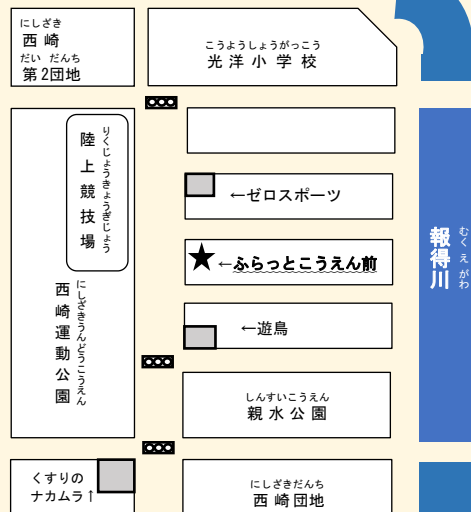 にしざき
西崎
だい だんち
第2団地
こうようしょうがっこう
光洋小学校
りくじょうきょうぎじょう
陸上競技場
にしざきうんどうこうえん
西崎運動公園
←ゼロスポーツ
★←ふらっとこうえん前
←遊鳥
しんすいこうえん
親水公園
くすりの
ナカムラ↑
にしざきだんち
西崎団地
むくえがわ
報得川